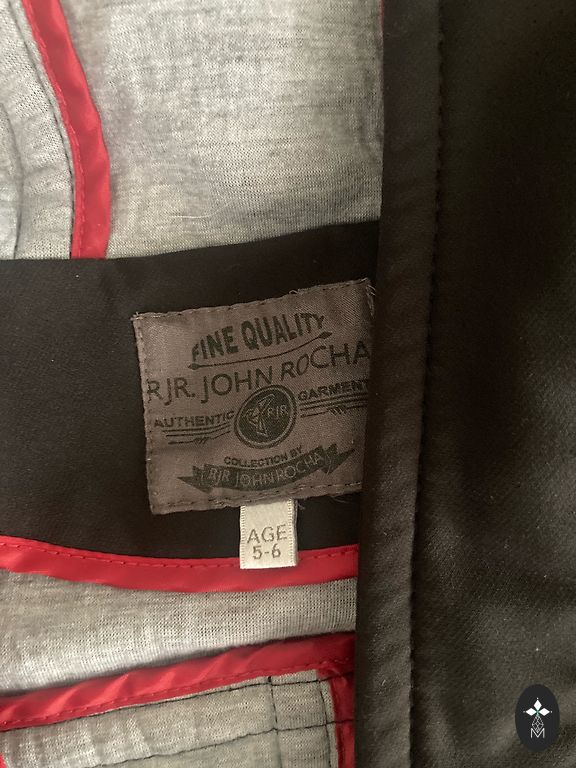 FINE QUALITY
RJR. JOHN ROCHA
AUTHENTIC GARMENT
RJR
COLLECTION BY
RJR JOHN ROCHA
AGE
5-6
M